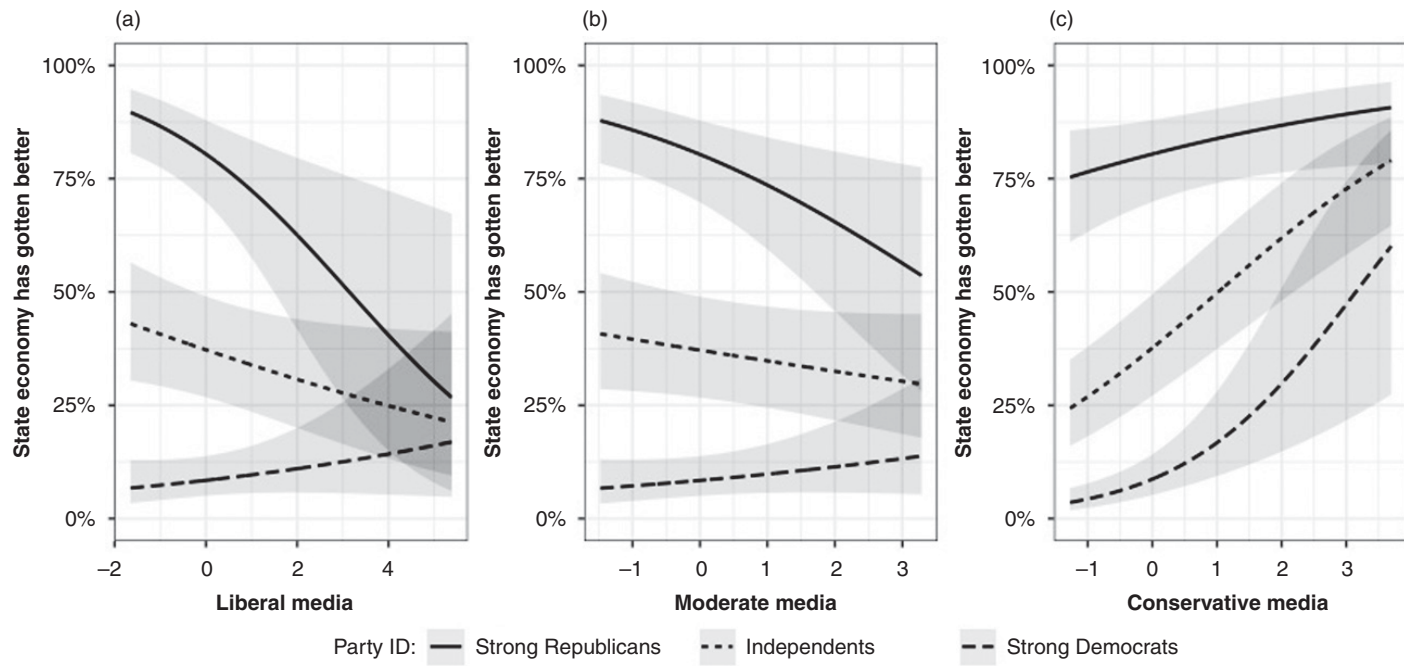 (a)
(b)
(c)
State economy has gotten better
100%
75%
50%
25%
0%
–2
0
2
4
Liberal media
State economy has gotten better
100%
75%
50%
25%
0%
–1
0
1
2
3
Moderate media
State economy has gotten better
100%
75%
50%
25%
0%
–1
0
1
2
3
Conservative media
Party ID: Strong Republicans Independents Strong Democrats